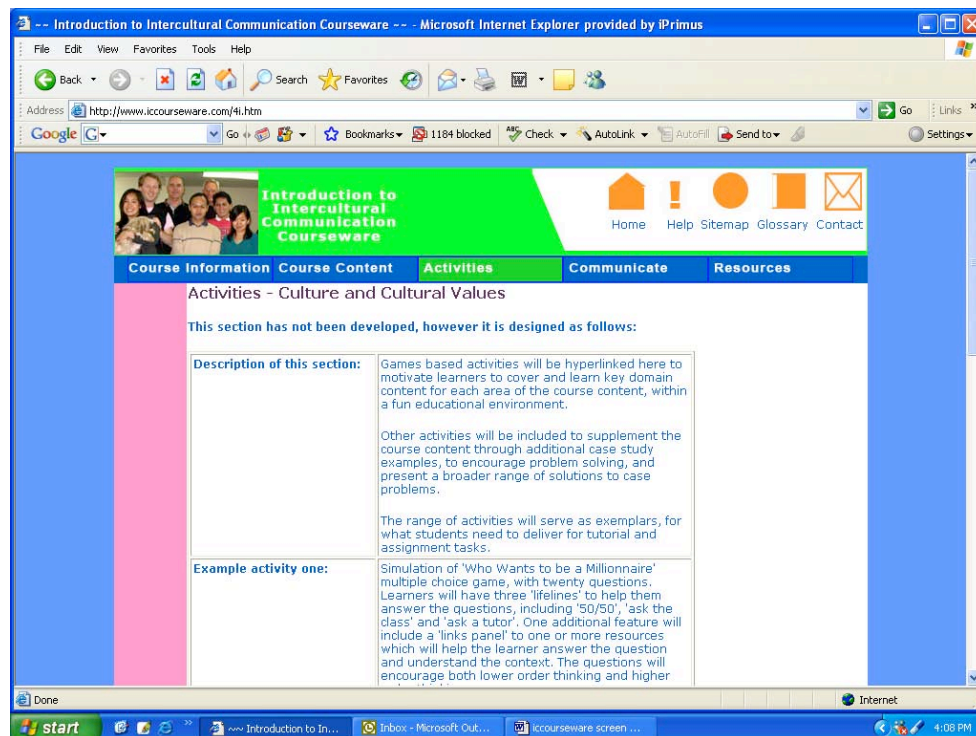 -- Introduction to Intercultural Communication Courseware -- - Microsoft Internet Explorer provided by iPrimus
File Edit View Favorites Tools Help
Back Search Favorites
Address http://www.iccourseware.com/4i.htm Go Links »
Google G Go Bookmarks 1184 blocked ABC Check AutoLink AutoFill Send to Settings
Introduction to
Intercultural
Communication
Courseware
Home Help Sitemap Glossary Contact
Course Information Course Content Activities Communicate Resources
Activities - Culture and Cultural Values
This section has not been developed, however it is designed as follows:
Description of this section:
Games based activities will be hyperlinked here to
motivate learners to cover and learn key domain
content for each area of the course content, within
a fun educational environment.
Other activities will be included to supplement the
course content through additional case study
examples, to encourage problem solving, and
present a broader range of solutions to case
problems.
The range of activities will serve as exemplars, for
what students need to deliver for tutorial and
assignment tasks.
Example activity one:
Simulation of 'Who Wants to be a Millionnaire'
multiple choice game, with twenty questions.
Learners will have three 'lifelines' to help them
answer the questions, including '50/50', 'ask the
class' and 'ask a tutor'. One additional feature will
include a 'links panel' to one or more resources
which will help the learner answer the question
and understand the context. The questions will
encourage both lower order thinking and higher
Done Internet
start » ~~ Introduction to In... Inbox - Microsoft Out... iccourseware screen ... 4:08 PM